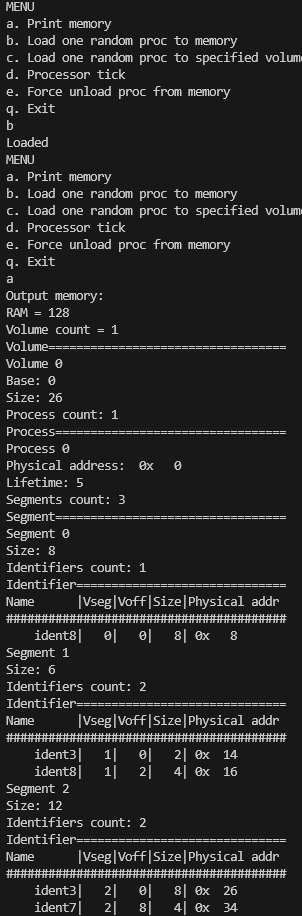 MENU
a. Print memory
b. Load one random proc to memory
c. Load one random proc to specified volum
d. Processor tick
e. Force unload proc from memory
q. Exit
b
Loaded
MENU
a. Print memory
b. Load one random proc to memory
c. Load one random proc to specified volum
d. Processor tick
e. Force unload proc from memory
q. Exit
a
Output memory:
RAM = 128
Volume count = 1
Volume==================================
Volume 0
Base: 0
Size: 26
Process count: 1
Process=================================
Process 0
Physical address:  0x   0
Lifetime: 5
Segments count: 3
Segment=================================
Segment 0
Size: 8
Identifiers count: 1
Identifier==============================
Name      |Vseg|Voff|Size|Physical addr
########################################
    ident8|   0|   0|   8| 0x   8
Segment 1
Size: 6
Identifiers count: 2
Identifier==============================
Name      |Vseg|Voff|Size|Physical addr
########################################
    ident3|   1|   0|   2| 0x  14
    ident8|   1|   2|   4| 0x  16
Segment 2
Size: 12
Identifiers count: 2
Identifier==============================
Name      |Vseg|Voff|Size|Physical addr
########################################
    ident3|   2|   0|   8| 0x  26
    ident7|   2|   8|   4| 0x  34